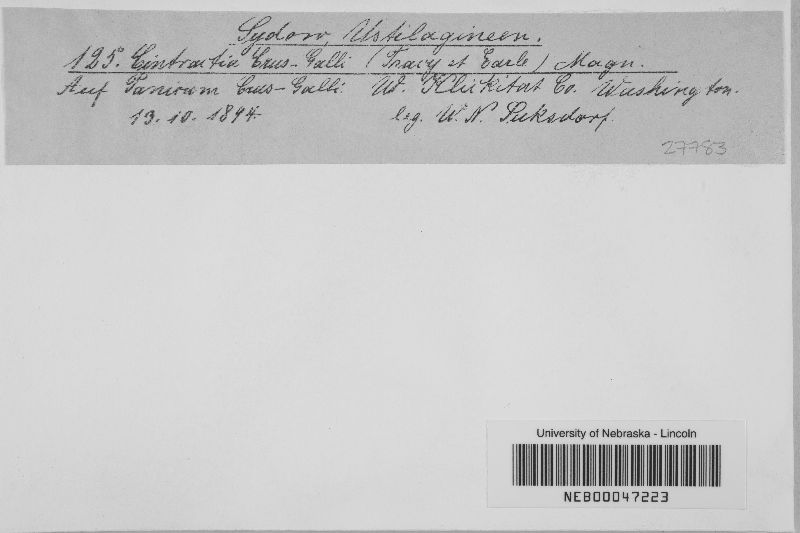 Sydow, Ustilagineen.
125. Cintractia Crus-Galli (Tracy et Earle) Magn.
Auf Panicum Crus-Galli W. Klickitat Co. Washington.
13. 10. 1894. leg. W. N. Suksdorf.
27783
University of Nebraska - Lincoln
NEB00047223